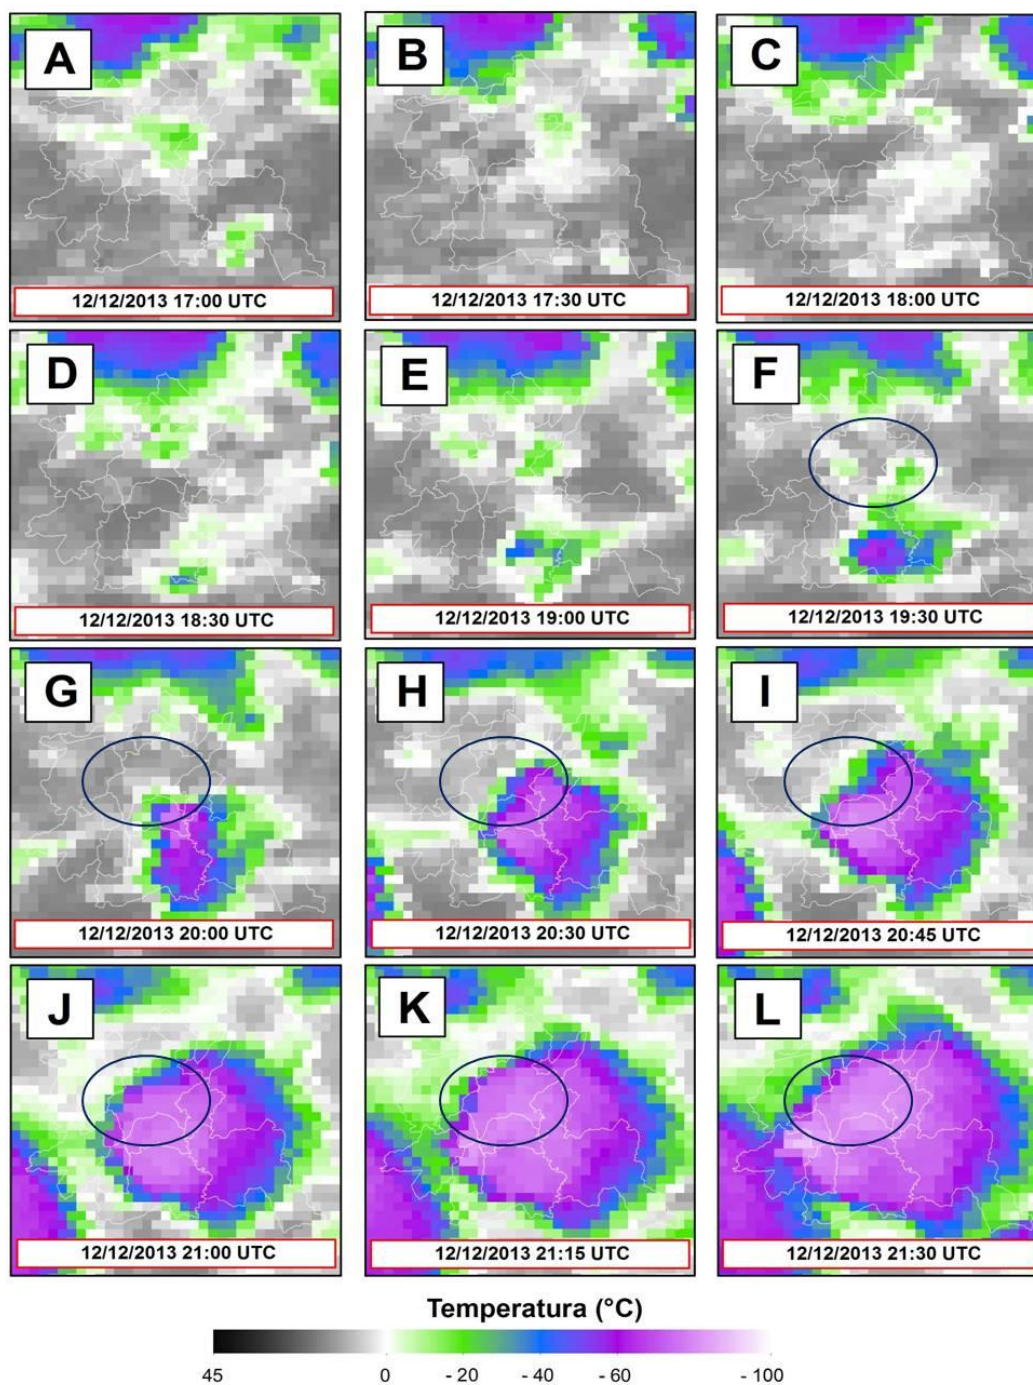 A
B
C
12/12/2013 17:00 UTC
12/12/2013 17:30 UTC
12/12/2013 18:00 UTC
D
E
F
12/12/2013 18:30 UTC
12/12/2013 19:00 UTC
12/12/2013 19:30 UTC
G
H
I
12/12/2013 20:00 UTC
12/12/2013 20:30 UTC
12/12/2013 20:45 UTC
J
K
L
12/12/2013 21:00 UTC
12/12/2013 21:15 UTC
12/12/2013 21:30 UTC
Temperatura (°C)
45 0 - 20 - 40 - 60 - 100